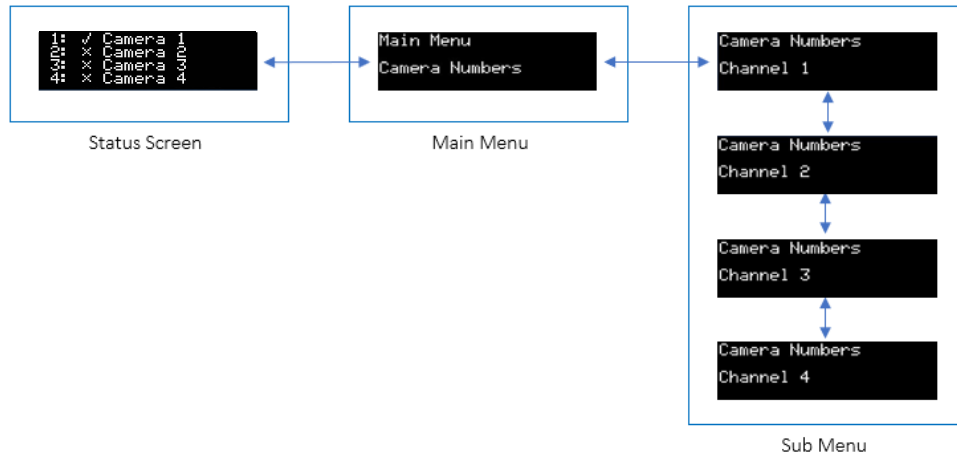 1: √ Camera 1
2: × Camera 2
3: × Camera 3
4: × Camera 4
Status Screen
Main Menu
Camera Numbers
Main Menu
Camera Numbers
Channel 1
Camera Numbers
Channel 2
Camera Numbers
Channel 3
Camera Numbers
Channel 4
Sub Menu